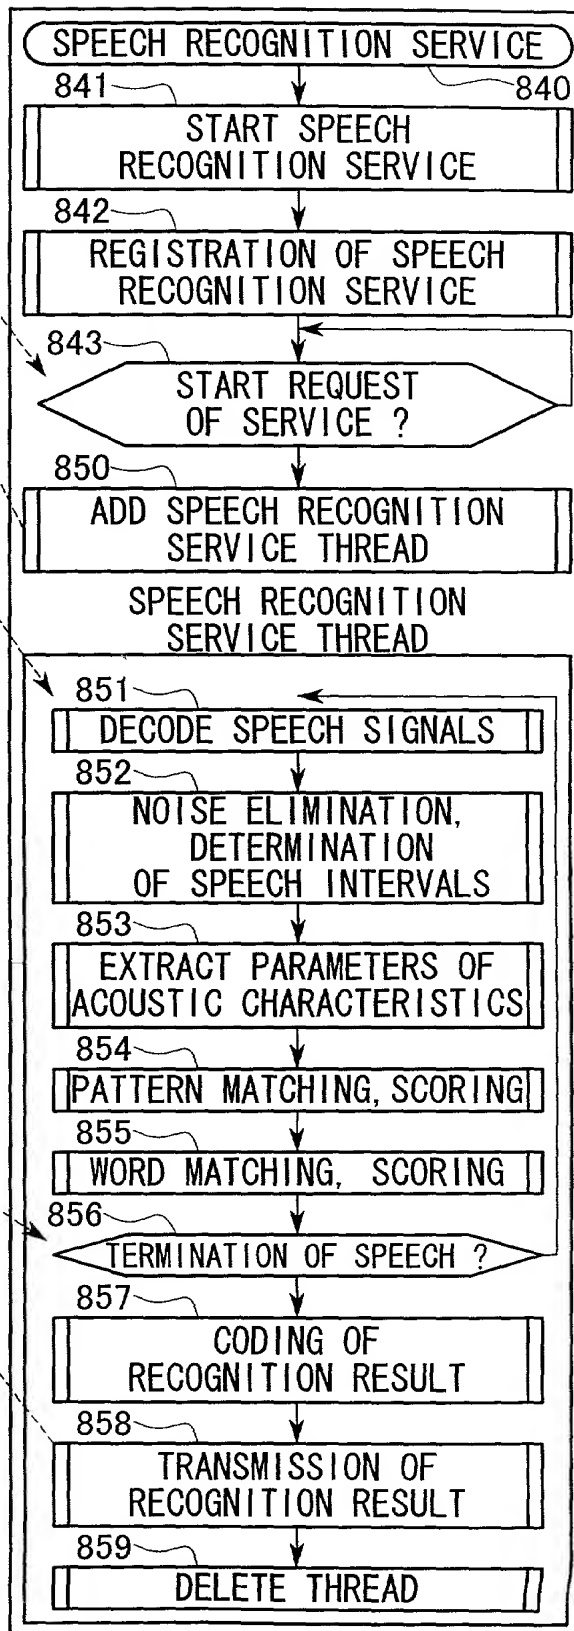 SPEECH RECOGNITION SERVICE
840
841
START SPEECH
RECOGNITION SERVICE
842
REGISTRATION OF SPEECH
RECOGNITION SERVICE
843
START REQUEST
OF SERVICE ?
850
ADD SPEECH RECOGNITION
SERVICE THREAD
SPEECH RECOGNITION
SERVICE THREAD
851
DECODE SPEECH SIGNALS
852
NOISE ELIMINATION,
DETERMINATION
OF SPEECH INTERVALS
853
EXTRACT PARAMETERS OF
ACOUSTIC CHARACTERISTICS
854
PATTERN MATCHING, SCORING
855
WORD MATCHING, SCORING
856
TERMINATION OF SPEECH ?
857
CODING OF
RECOGNITION RESULT
858
TRANSMISSION OF
RECOGNITION RESULT
859
DELETE THREAD